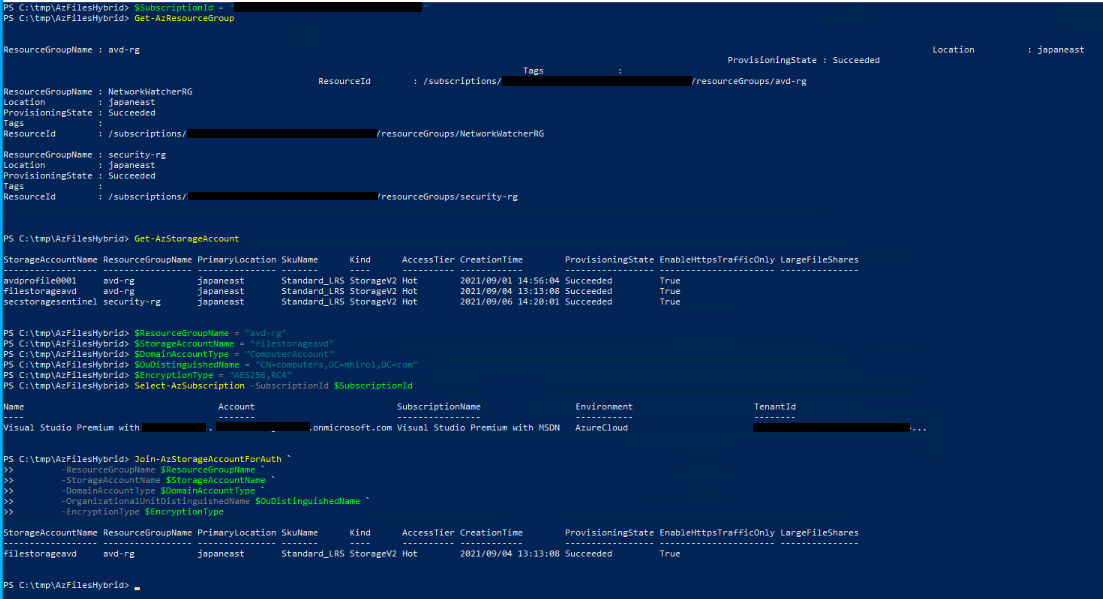 PS C:\tmp\AzFilesHybrid> $SubscriptionId = " "
PS C:\tmp\AzFilesHybrid> Get-AzResourceGroup
ResourceGroupName : avd-rg Location : japaneast
ProvisioningState : Succeeded
Tags :
ResourceId : /subscriptions/ /resourceGroups/avd-rg
ResourceGroupName : NetworkWatcherRG
Location : japaneast
ProvisioningState : Succeeded
Tags :
ResourceId : /subscriptions/ /resourceGroups/NetworkWatcherRG
ResourceGroupName : security-rg
Location : japaneast
ProvisioningState : Succeeded
Tags :
ResourceId : /subscriptions/ /resourceGroups/security-rg
PS C:\tmp\AzFilesHybrid> Get-AzStorageAccount
StorageAccountName ResourceGroupName PrimaryLocation SkuName Kind AccessTier CreationTime ProvisioningState EnableHttpsTrafficOnly LargeFileShares
------------------ ----------------- --------------- ------- ---- ---------- ------------ ----------------- ---------------------- ---------------
avdprofile0001 avd-rg japaneast Standard_LRS StorageV2 Hot 2021/09/01 14:56:04 Succeeded True
filestorageavd avd-rg japaneast Standard_LRS StorageV2 Hot 2021/09/04 13:13:08 Succeeded True
secstoragesentinel security-rg japaneast Standard_LRS StorageV2 Hot 2021/09/06 14:20:01 Succeeded True
PS C:\tmp\AzFilesHybrid> $ResourceGroupName = "avd-rg"
PS C:\tmp\AzFilesHybrid> $StorageAccountName = "filestorageavd"
PS C:\tmp\AzFilesHybrid> $DomainAccountType = "ComputerAccount"
PS C:\tmp\AzFilesHybrid> $OuDistinguishedName = "CN=computers,DC=mhiro1,DC=com"
PS C:\tmp\AzFilesHybrid> $EncryptionType = "AES256,RC4"
PS C:\tmp\AzFilesHybrid> Select-AzSubscription -SubscriptionId $SubscriptionId
Name Account SubscriptionName Environment TenantId
---- ------- ---------------- ----------- --------
Visual Studio Premium with . .onmicrosoft.com Visual Studio Premium with MSDN AzureCloud ...
PS C:\tmp\AzFilesHybrid> Join-AzStorageAccountForAuth `
>> -ResourceGroupName $ResourceGroupName `
>> -StorageAccountName $StorageAccountName `
>> -DomainAccountType $DomainAccountType `
>> -OrganizationalUnitDistinguishedName $OuDistinguishedName `
>> -EncryptionType $EncryptionType
StorageAccountName ResourceGroupName PrimaryLocation SkuName Kind AccessTier CreationTime ProvisioningState EnableHttpsTrafficOnly LargeFileShares
------------------ ----------------- --------------- ------- ---- ---------- ------------ ----------------- ---------------------- ---------------
filestorageavd avd-rg japaneast Standard_LRS StorageV2 Hot 2021/09/04 13:13:08 Succeeded True
PS C:\tmp\AzFilesHybrid> _